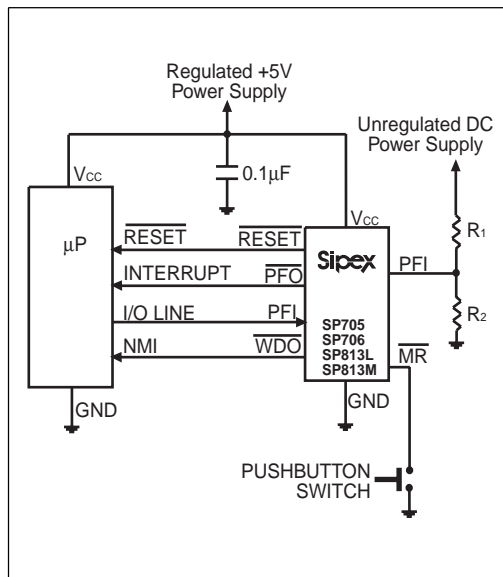 Regulated +5V
Power Supply
Unregulated DC
Power Supply
VCC
0.1µF
VCC
R1
µP
RESET
RESET
Sipex
PFI
INTERRUPT
PFO
I/O LINE
PFI
R2
SP705
SP706
SP813L
SP813M
NMI
WDO
MR
GND
GND
PUSHBUTTON
SWITCH